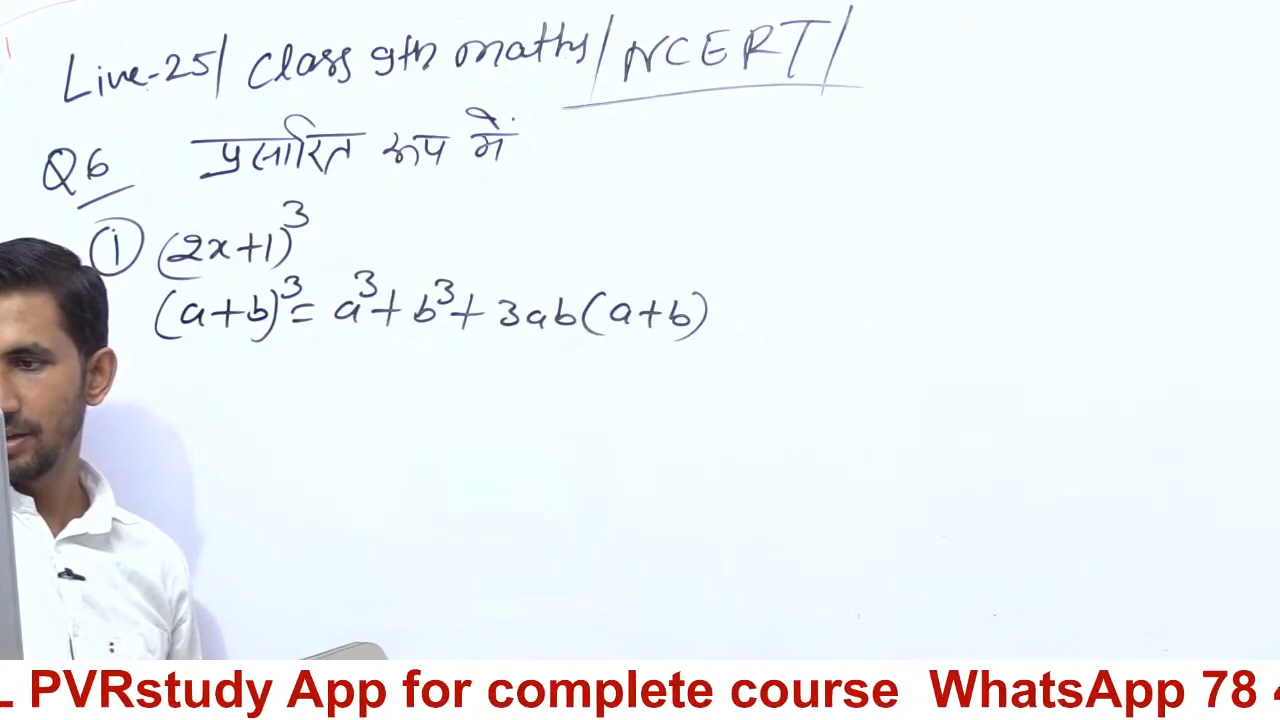 Live-25/ Class 9th maths/NCERT/
Q6 प्रसारित रूप में
① (2x+1)³
(a+b)³ = a³ + b³ + 3ab(a+b)
PVRstudy App for complete course WhatsApp 78